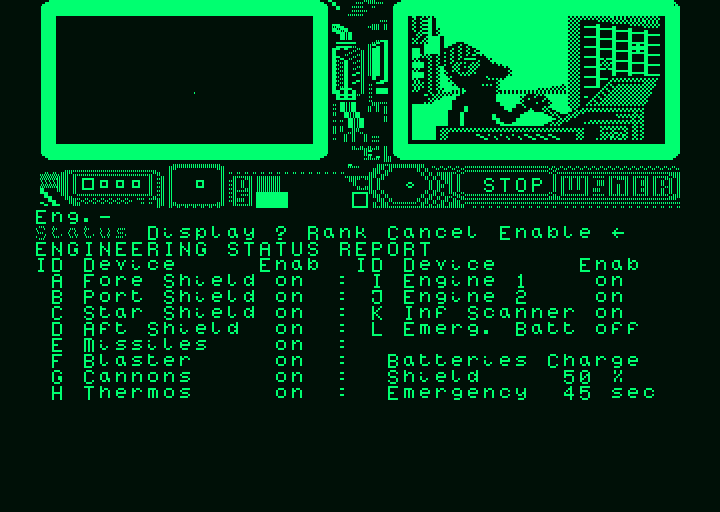 STOP
Eng.-
Status Display ? Rank Cancel Enable ←
ENGINEERING STATUS REPORT
ID Device Enab ID Device Enab
A Fore Shield on : I Engine 1 on
B Port Shield on : J Engine 2 on
C Star Shield on : K Inf Scanner on
D Aft Shield on : L Emerg. Batt off
E Missiles on :
F Blaster on Batteries Charge
G Cannons on : Shield 50 %
H Thermos on : Emergency 45 sec